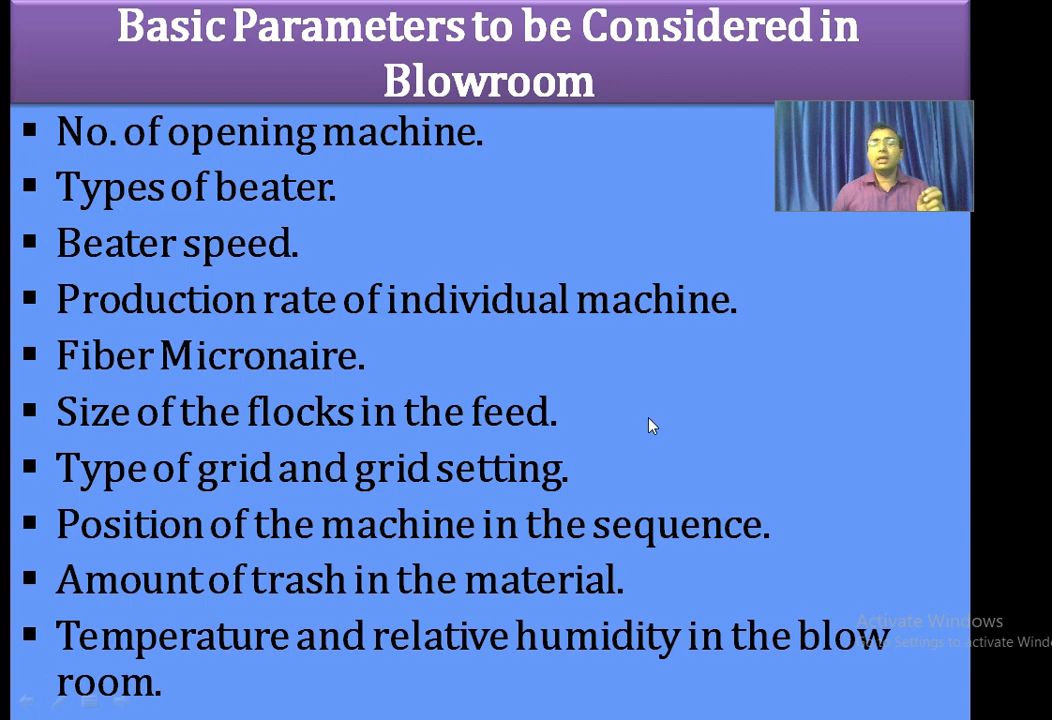 Basic Parameters to be Considered in
Blowroom
▪ No. of opening machine.
▪ Types of beater.
▪ Beater speed.
▪ Production rate of individual machine.
▪ Fiber Micronaire.
▪ Size of the flocks in the feed.
▪ Type of grid and grid setting.
▪ Position of the machine in the sequence.
▪ Amount of trash in the material.
▪ Temperature and relative humidity in the blow
room.
Activate Windows
Go to Settings to activate Wind